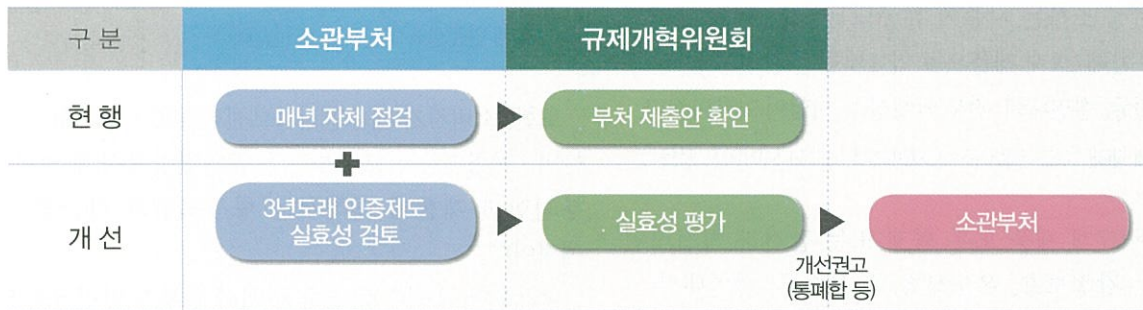 구 분 소관부처 규제개혁위원회
현 행 매년 자체 점검 부처 제출안 확인
개 선 3년도래 인증제도
실효성 검토 . 실효성 평가 소관부처
개선권고
(통폐합 등)